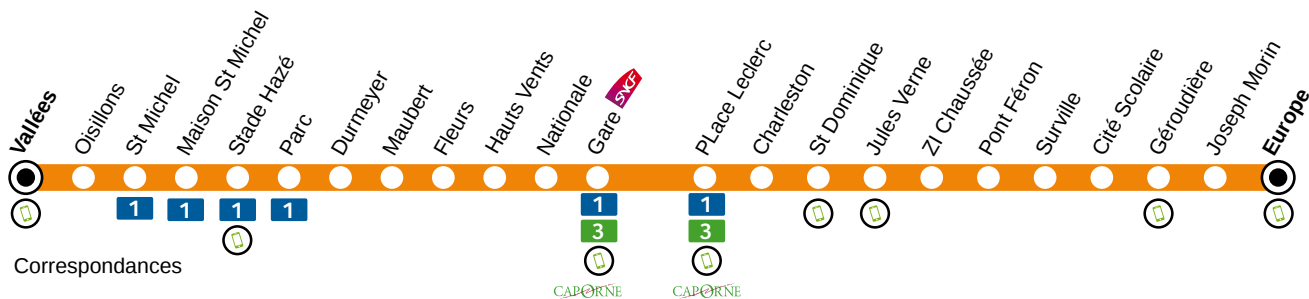 Vallées
Oisillons
St Michel
Maison St Michel
Stade Hazé
Parc
Durmeyer
Maubert
Fleurs
Hauts Vents
Nationale
Gare
SNCF
PLace Leclerc
Charleston
St Dominique
Jules Verne
ZI Chaussée
Pont Féron
Surville
Cité Scolaire
Géroudière
Joseph Morin
Europe
1
1
1
1
1
1
3
3
Correspondances
CAPORNE
CAPORNE